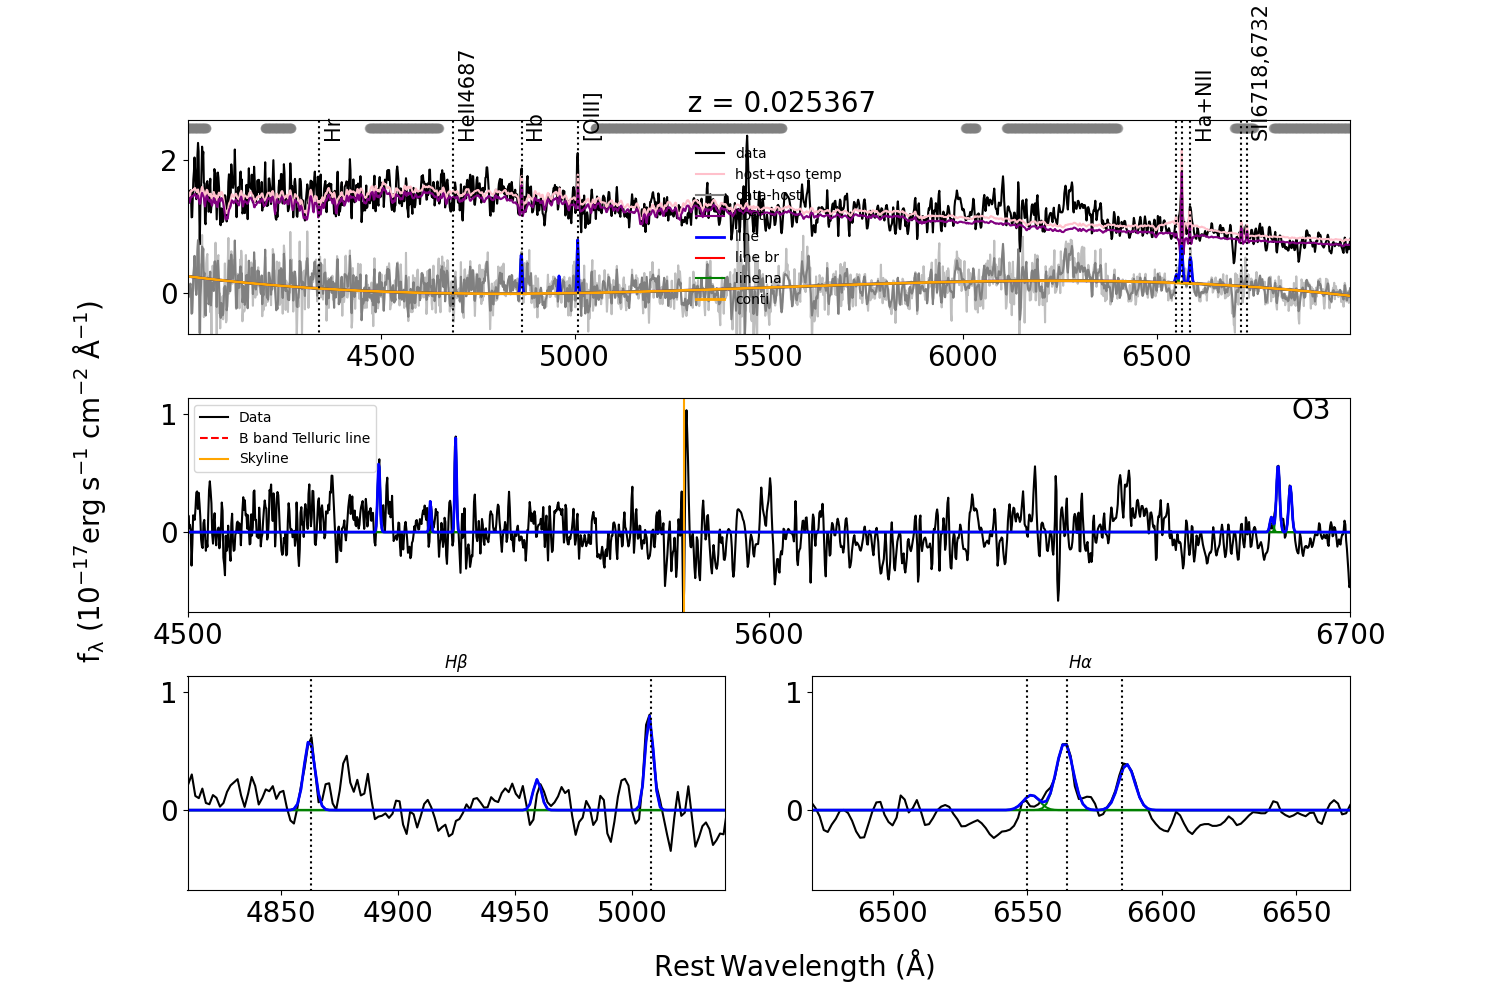 Hr
HeII4687
Hb
[OIII]
Ha+NII
SII6718,6732
z = 0.025367
2
0
data
host+qso temp
data-host
line
line br
line na
conti
4500 5000 5500 6000 6500
f_λ (10^−17 erg s^−1 cm^−2 Å^−1)
1
0
Data
B band Telluric line
Skyline
O3
4500 5600 6700
Hβ
1
0
4850 4900 4950 5000
Hα
1
0
6500 6550 6600 6650
Rest Wavelength (Å)